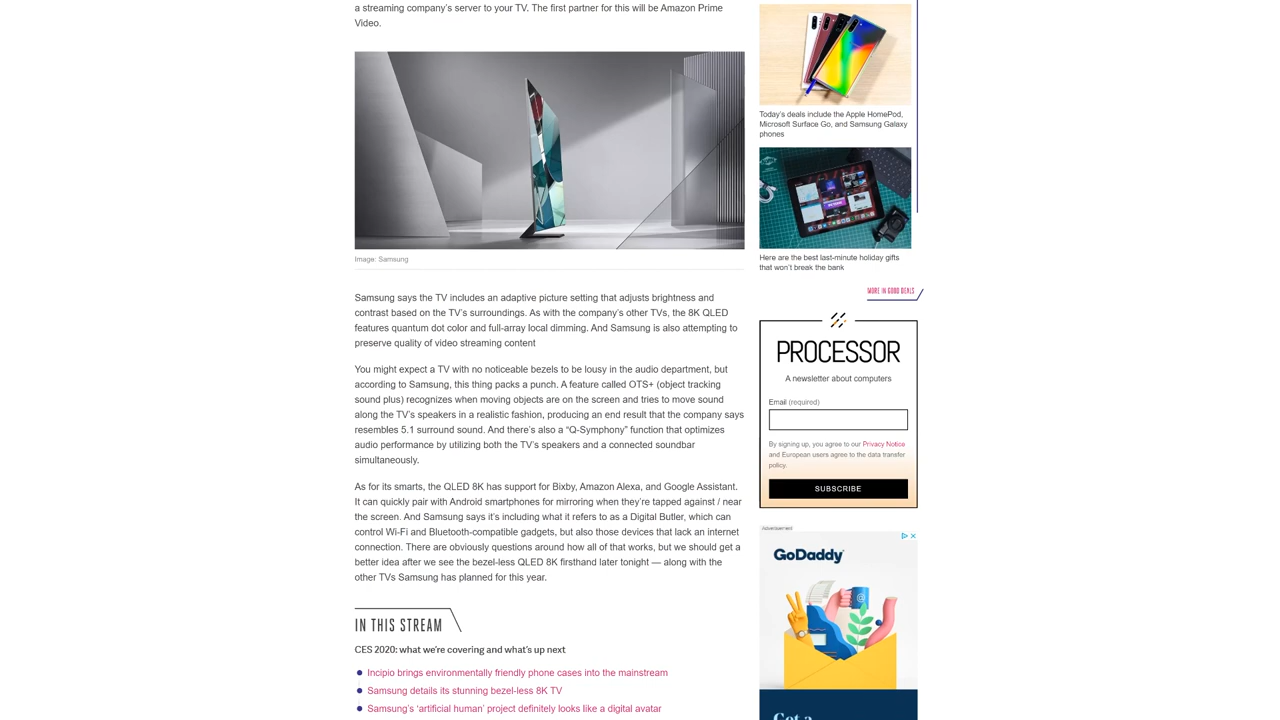 a streaming company's server to your TV. The first partner for this will be Amazon Prime
Video.
Image: Samsung
Samsung says the TV includes an adaptive picture setting that adjusts brightness and
contrast based on the TV's surroundings. As with the company's other TVs, the 8K QLED
features quantum dot color and full-array local dimming. And Samsung is also attempting to
preserve quality of video streaming content
You might expect a TV with no noticeable bezels to be lousy in the audio department, but
according to Samsung, this thing packs a punch. A feature called OTS+ (object tracking
sound plus) recognizes when moving objects are on the screen and tries to move sound
along the TV's speakers in a realistic fashion, producing an end result that the company says
resembles 5.1 surround sound. And there's also a “Q-Symphony” function that optimizes
audio performance by utilizing both the TV's speakers and a connected soundbar
simultaneously.
As for its smarts, the QLED 8K has support for Bixby, Amazon Alexa, and Google Assistant.
It can quickly pair with Android smartphones for mirroring when they're tapped against / near
the screen. And Samsung says it's including what it refers to as a Digital Butler, which can
control Wi-Fi and Bluetooth-compatible gadgets, but also those devices that lack an internet
connection. There are obviously questions around how all of that works, but we should get a
better idea after we see the bezel-less QLED 8K firsthand later tonight — along with the
other TVs Samsung has planned for this year.
IN THIS STREAM
CES 2020: what we're covering and what's up next
Incipio brings environmentally friendly phone cases into the mainstream
Samsung details its stunning bezel-less 8K TV
Samsung's ‘artificial human’ project definitely looks like a digital avatar
Today's deals include the Apple HomePod,
Microsoft Surface Go, and Samsung Galaxy
phones
Here are the best last-minute holiday gifts
that won't break the bank
MORE IN GOOD DEALS
PROCESSOR
A newsletter about computers
Email (required)
By signing up, you agree to our Privacy Notice
and European users agree to the data transfer
policy.
SUBSCRIBE
Advertisement
GoDaddy
@
Get a